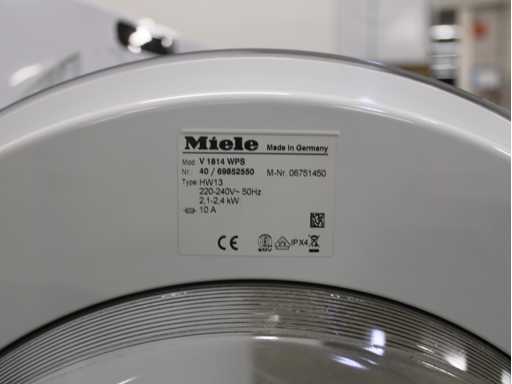 Miele Made in Germany
Mod. V 1814 WPS
Nr.: 40 / 69852550 M-Nr. 06751450
Type HW13
220-240V~ 50Hz
2,1-2,4 kW
10 A
CE IPX4